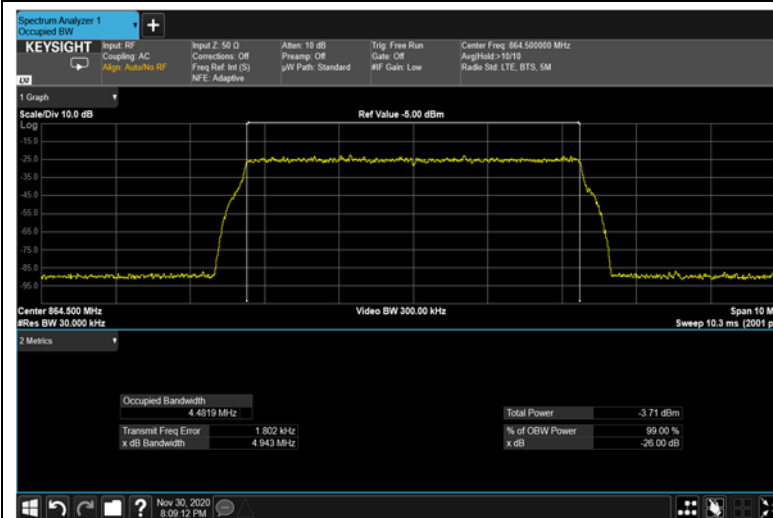 Spectrum Analyzer 1
Occupied BW
+
KEYSIGHT
Input: RF
Coupling: AC
Align: Auto/No RF
Input Z: 50 Ω
Corrections: Off
Freq Ref: Int (S)
NFE: Adaptive
Atten: 10 dB
Preamp: Off
µW Path: Standard
Trig: Free Run
Gate: Off
#IF Gain: Low
Center Freq: 864.500000 MHz
Avg|Hold:>10/10
Radio Std: LTE, BTS, 5M
LXI
1 Graph
Scale/Div 10.0 dB
Ref Value -5.00 dBm
Log
-15.0
-25.0
-35.0
-45.0
-55.0
-65.0
-75.0
-85.0
-95.0
Center 864.500 MHz
Video BW 300.00 kHz
Span 10 M
#Res BW 30.000 kHz
Sweep 10.3 ms (2001 p
2 Metrics
Occupied Bandwidth
4.4819 MHz
Total Power -3.71 dBm
Transmit Freq Error 1.802 kHz
% of OBW Power 99.00 %
x dB Bandwidth 4.943 MHz
x dB -26.00 dB
?
Nov 30, 2020
8:09:12 PM